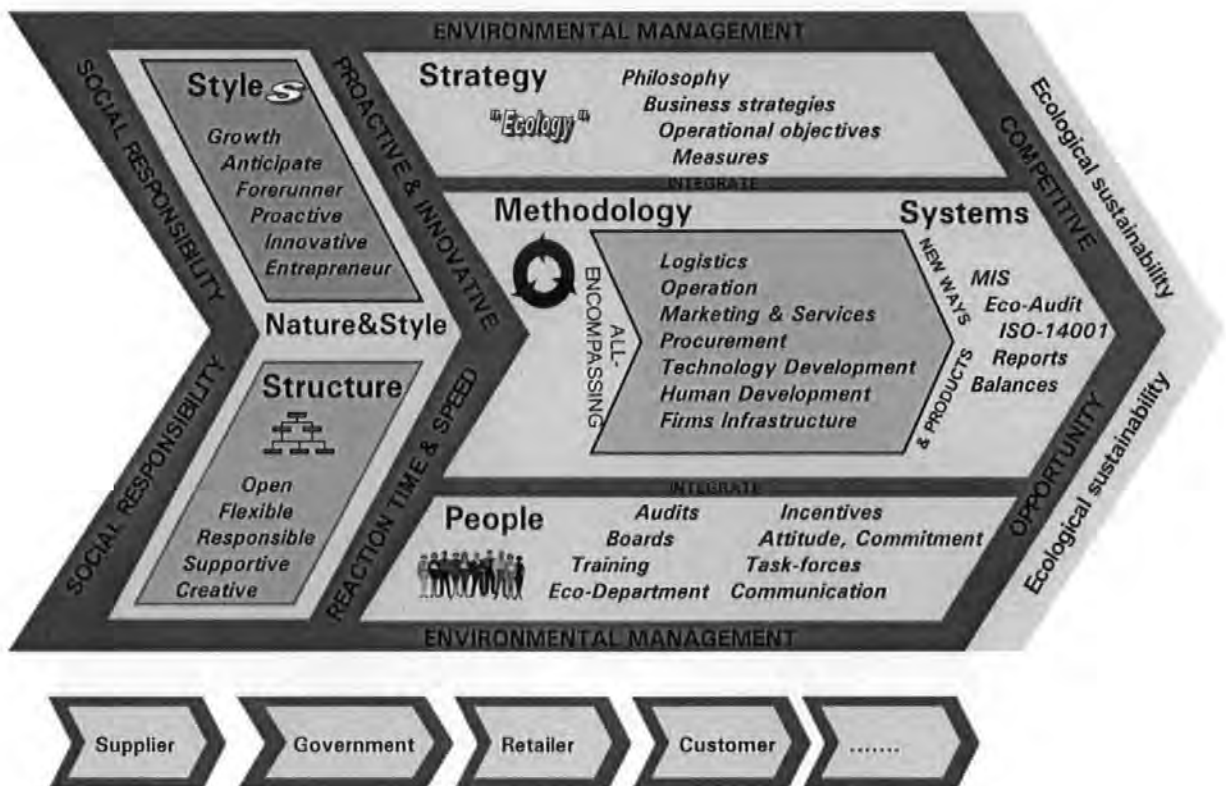 ENVIRONMENTAL MANAGEMENT
SOCIAL RESPONSIBILITY
SOCIAL RESPONSIBILITY
Style S
Growth
Anticipate
Forerunner
Proactive
Innovative
Entrepreneur
Nature&Style
Structure
Open
Flexible
Responsible
Supportive
Creative
PROACTIVE & INNOVATIVE
REACTION TIME & SPEED
Strategy
"Ecology"
Philosophy
Business strategies
Operational objectives
Measures
INTEGRATE
Methodology
ALL-
ENCOMPASSING
Logistics
Operation
Marketing & Services
Procurement
Technology Development
Human Development
Firms Infrastructure
NEW WAYS
& PRODUCTS
Systems
MIS
Eco-Audit
ISO-14001
Reports
Balances
INTEGRATE
People
Audits
Boards
Training
Eco-Department
Incentives
Attitude, Commitment
Task-forces
Communication
COMPETITIVE
OPPORTUNITY
Ecological sustainability
Ecological sustainability
ENVIRONMENTAL MANAGEMENT
Supplier
Government
Retailer
Customer
.......